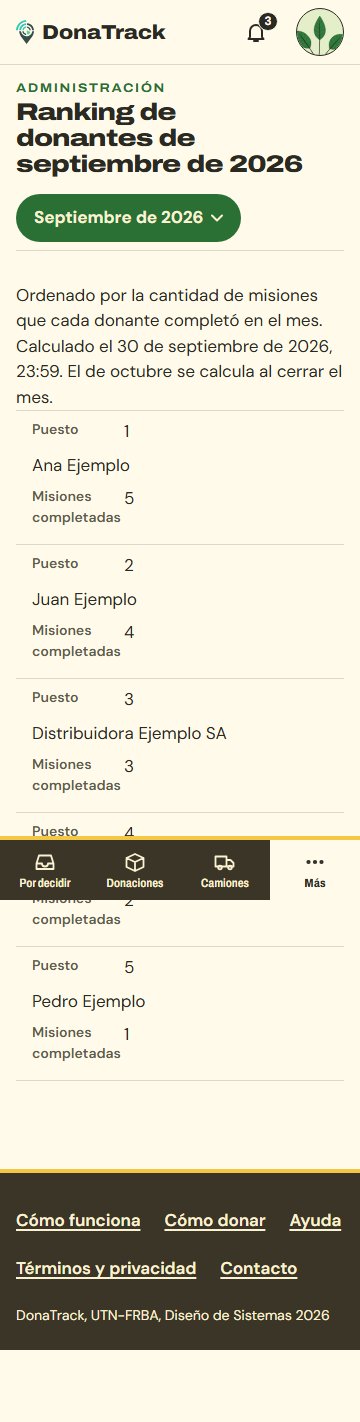 DonaTrack
3
ADMINISTRACIÓN
Ranking de
donantes de
septiembre de 2026
Septiembre de 2026
Ordenado por la cantidad de misiones
que cada donante completó en el mes.
Calculado el 30 de septiembre de 2026,
23:59. El de octubre se calcula al cerrar el
mes.
Puesto 1
Ana Ejemplo
Misiones 5
completadas
Puesto 2
Juan Ejemplo
Misiones 4
completadas
Puesto 3
Distribuidora Ejemplo SA
Misiones 3
completadas
Puesto 4
Por decidir
Donaciones
Camiones
Más
Misiones 2
completadas
Puesto 5
Pedro Ejemplo
Misiones 1
completadas
Cómo funciona Cómo donar Ayuda
Términos y privacidad Contacto
DonaTrack, UTN-FRBA, Diseño de Sistemas 2026